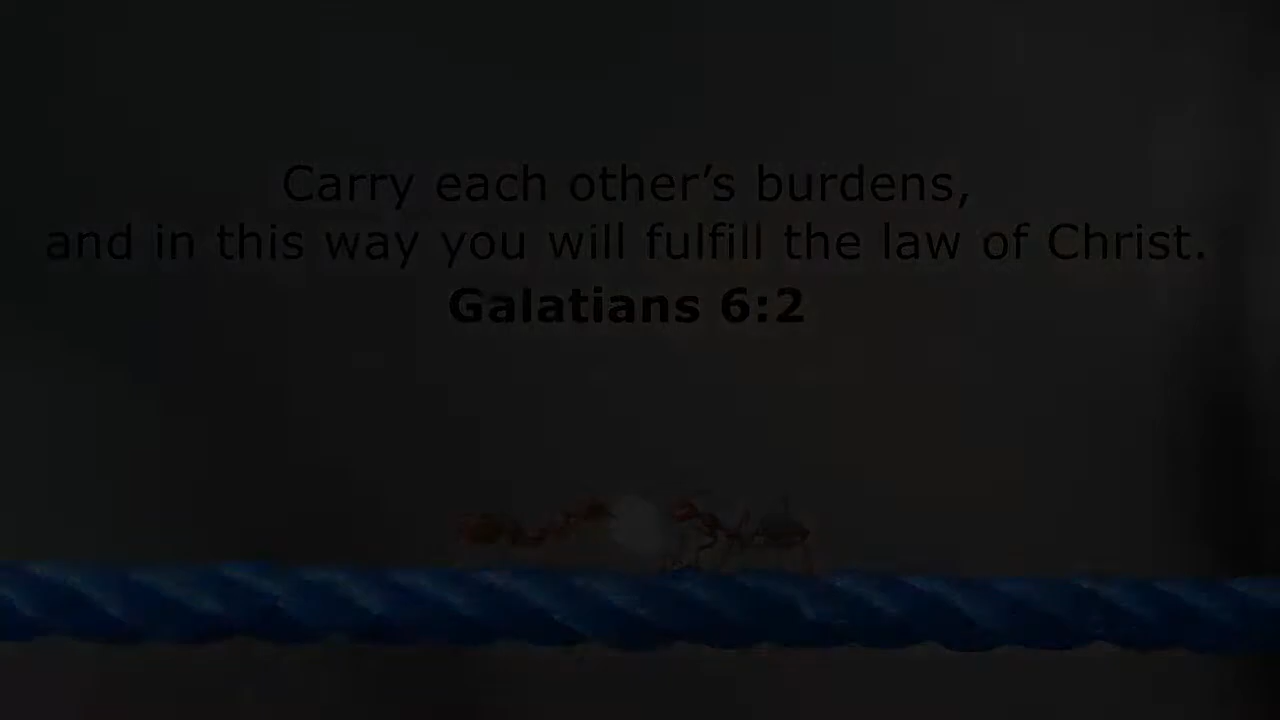 Carry each other’s burdens,
and in this way you will fulfill the law of Christ.
Galatians 6:2